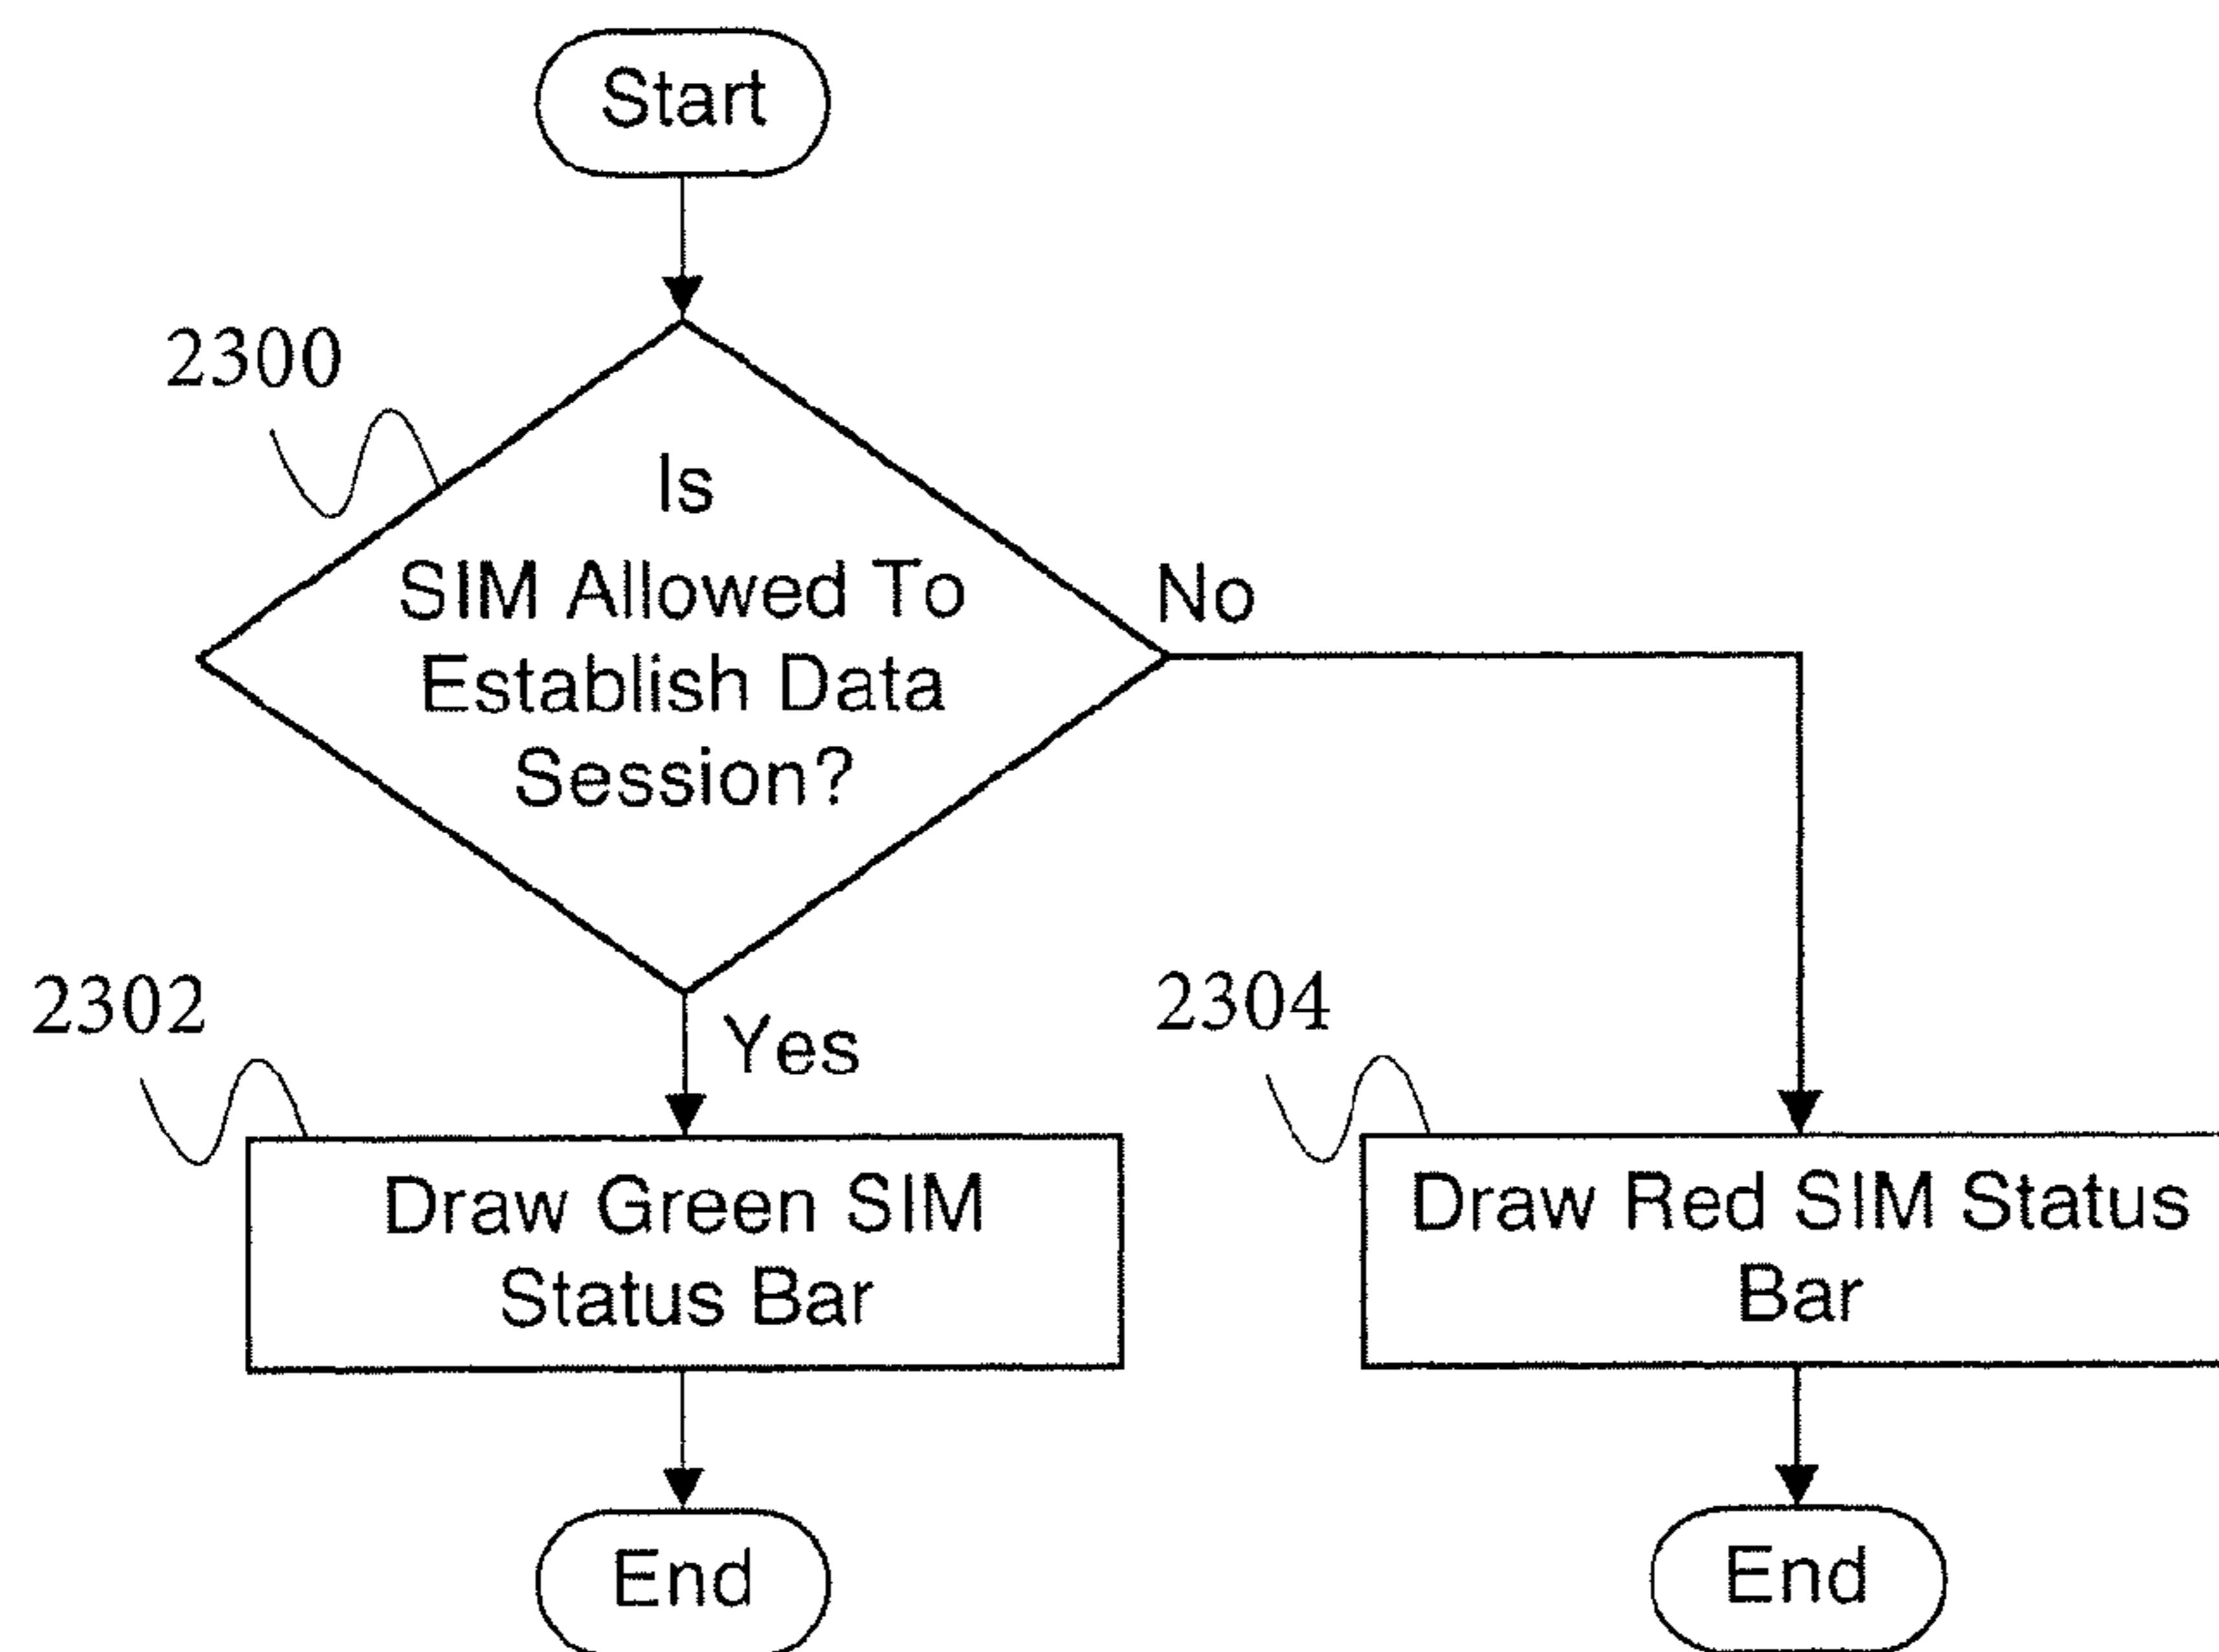 Start
2300
Is
SIM Allowed To
Establish Data
Session?
No
Yes
2302
Draw Green SIM
Status Bar
2304
Draw Red SIM Status
Bar
End
End